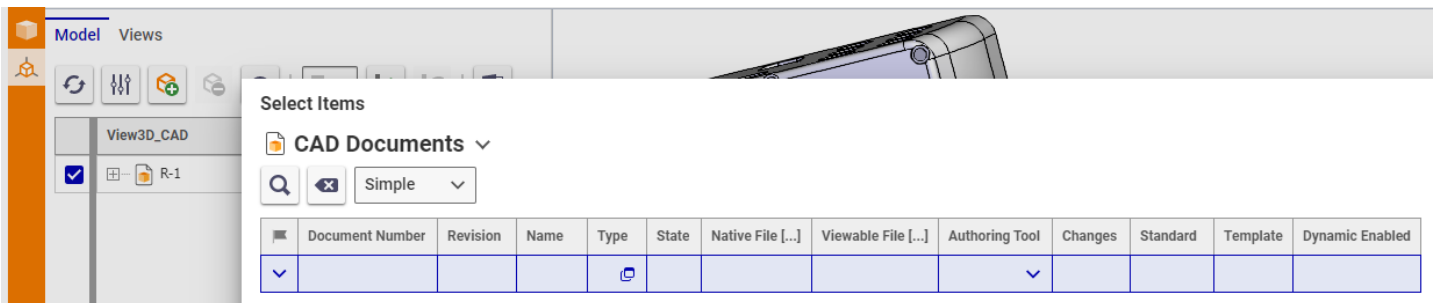 Model Views
Select Items
View3D_CAD
CAD Documents
R-1
Simple
Document Number Revision Name Type State Native File [...] Viewable File [...] Authoring Tool Changes Standard Template Dynamic Enabled